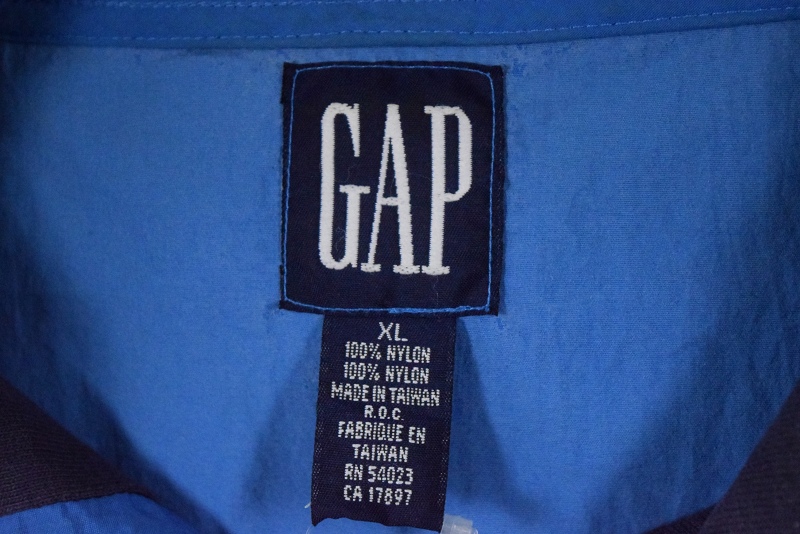 GAP
XL
100% NYLON
100% NYLON
MADE IN TAIWAN
R.O.C.
FABRIQUE EN
TAIWAN
RN 54023
CA 17897